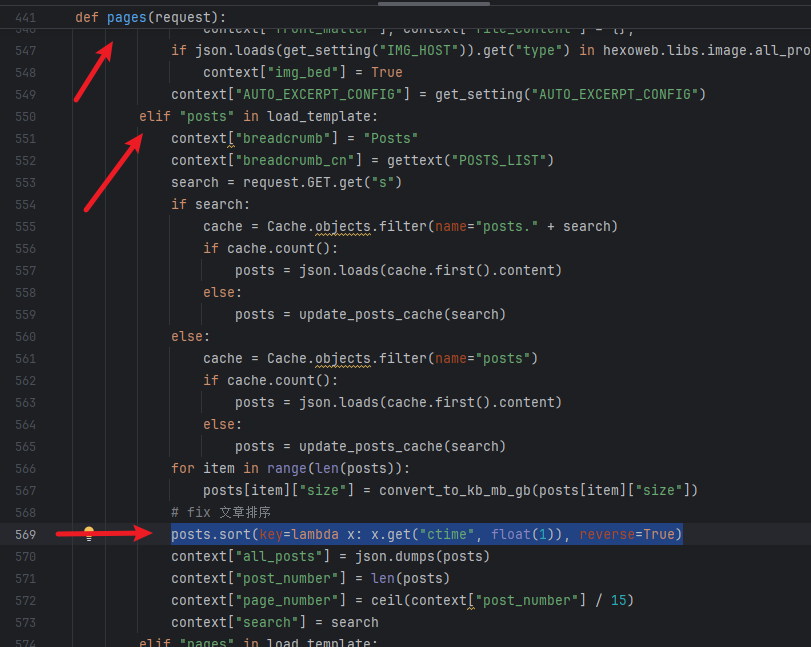 441 def pages(request):
546 context["front_matter"], context["file_content"] = {},
547 if json.loads(get_setting("IMG_HOST")).get("type") in hexoweb.libs.image.all_pro
548 context["img_bed"] = True
549 context["AUTO_EXCERPT_CONFIG"] = get_setting("AUTO_EXCERPT_CONFIG")
550 elif "posts" in load_template:
551 context["breadcrumb"] = "Posts"
552 context["breadcrumb_cn"] = gettext("POSTS_LIST")
553 search = request.GET.get("s")
554 if search:
555 cache = Cache.objects.filter(name="posts." + search)
556 if cache.count():
557 posts = json.loads(cache.first().content)
558 else:
559 posts = update_posts_cache(search)
560 else:
561 cache = Cache.objects.filter(name="posts")
562 if cache.count():
563 posts = json.loads(cache.first().content)
564 else:
565 posts = update_posts_cache(search)
566 for item in range(len(posts)):
567 posts[item]["size"] = convert_to_kb_mb_gb(posts[item]["size"])
568 # fix 文章排序
569 posts.sort(key=lambda x: x.get("ctime", float(1)), reverse=True)
570 context["all_posts"] = json.dumps(posts)
571 context["post_number"] = len(posts)
572 context["page_number"] = ceil(context["post_number"] / 15)
573 context["search"] = search
574 elif "pages" in load_template: